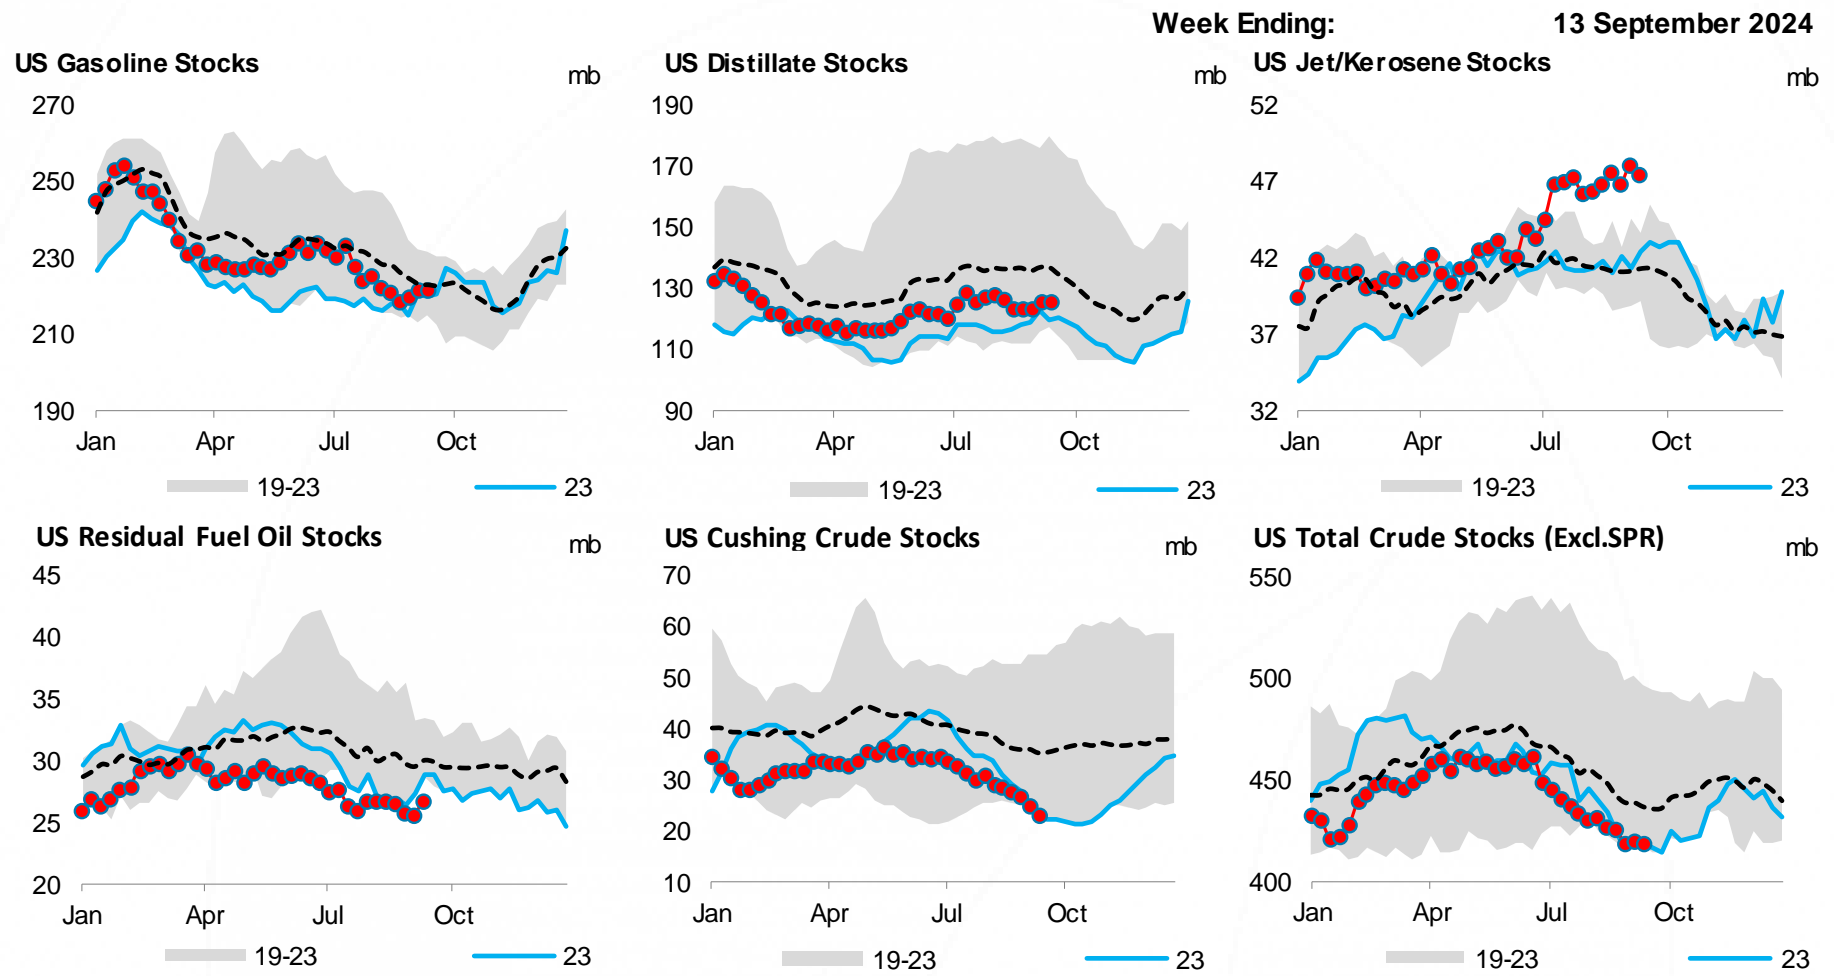 Week Ending: 13 September 2024
US Gasoline Stocks
mb
270
250
230
210
190
Jan Apr Jul Oct
19-23 23
US Distillate Stocks
mb
190
170
150
130
110
90
Jan Apr Jul Oct
19-23 23
US Jet/Kerosene Stocks
mb
52
47
42
37
32
Jan Apr Jul Oct
19-23 23
US Residual Fuel Oil Stocks
mb
45
40
35
30
25
20
Jan Apr Jul Oct
19-23 23
US Cushing Crude Stocks
mb
70
60
50
40
30
20
10
Jan Apr Jul Oct
19-23 23
US Total Crude Stocks (Excl.SPR)
mb
550
500
450
400
Jan Apr Jul Oct
19-23 23